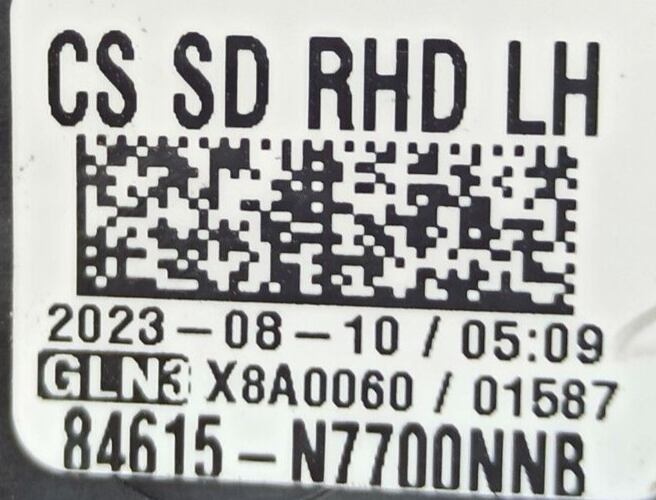 CS SD RHD LH
2023-08-10 / 05:09
GLN3 X8A0060 / 01587
84615-N7700NNB